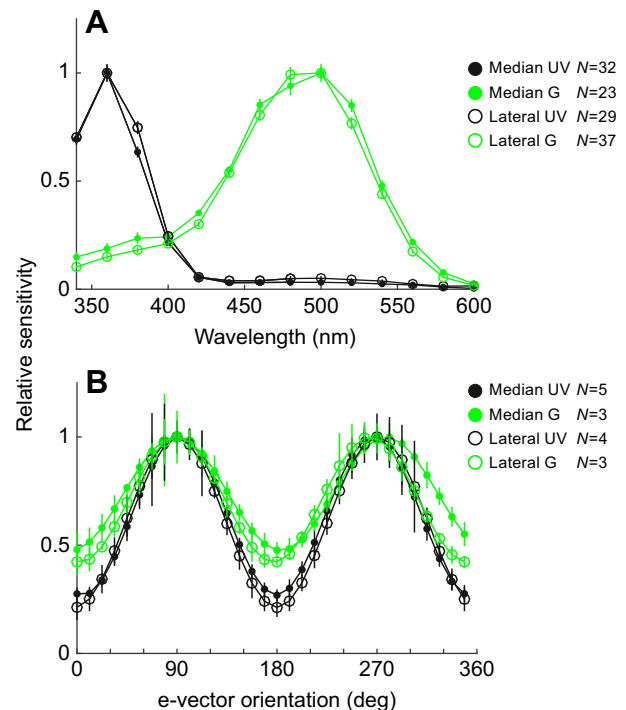 A
1
0.5
0
350
400
450
500
550
600
Wavelength (nm)
Median UV N=32
Median G N=23
Lateral UV N=29
Lateral G N=37
Relative sensitivity
B
1
0.5
0
0
90
180
270
360
e-vector orientation (deg)
Median UV N=5
Median G N=3
Lateral UV N=4
Lateral G N=3